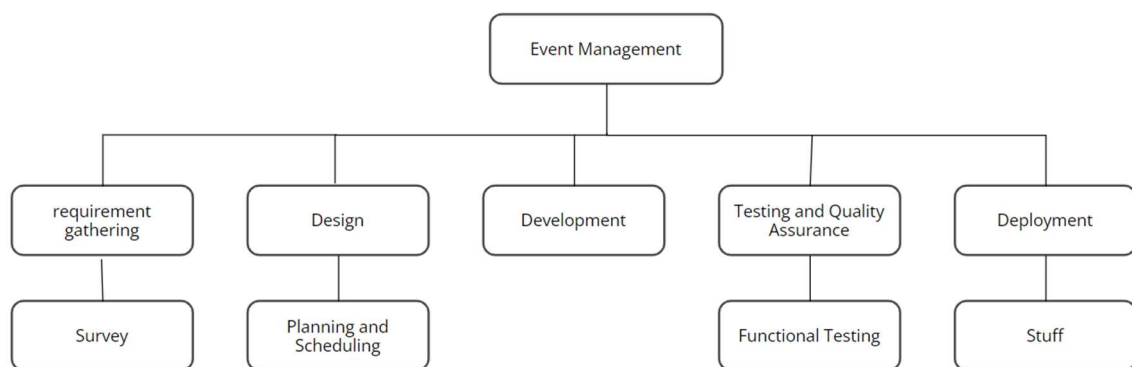 Event Management
requirement
gathering
Design
Development
Testing and Quality
Assurance
Deployment
Survey
Planning and
Scheduling
Functional Testing
Stuff